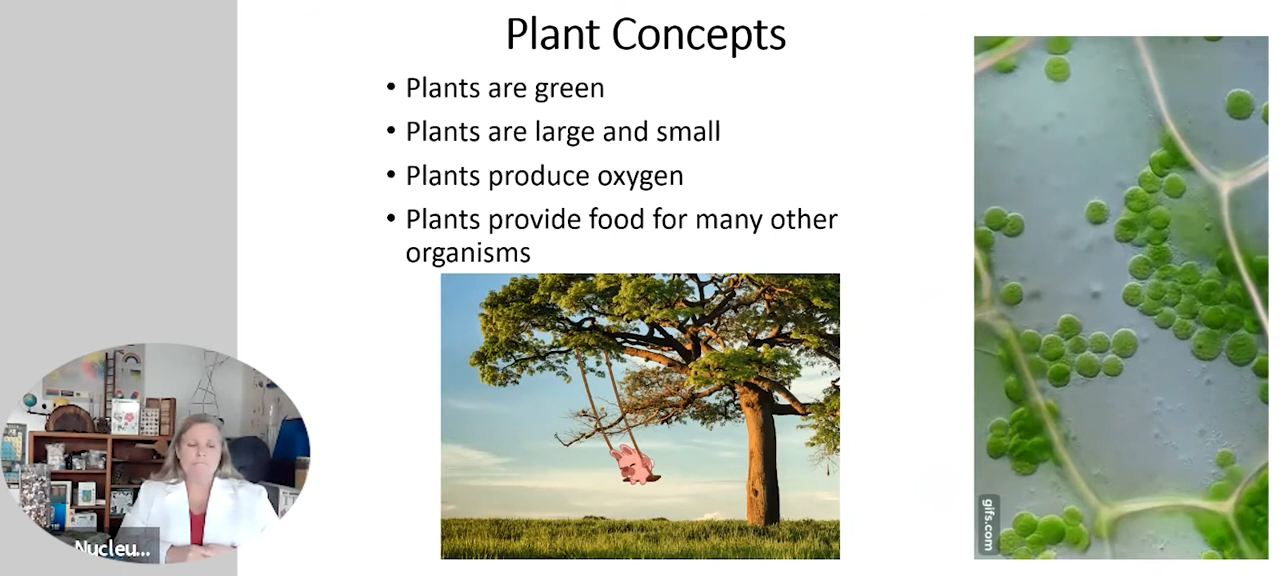 Plant Concepts
• Plants are green
• Plants are large and small
• Plants produce oxygen
• Plants provide food for many other
organisms
Nucleu...
gifs.com